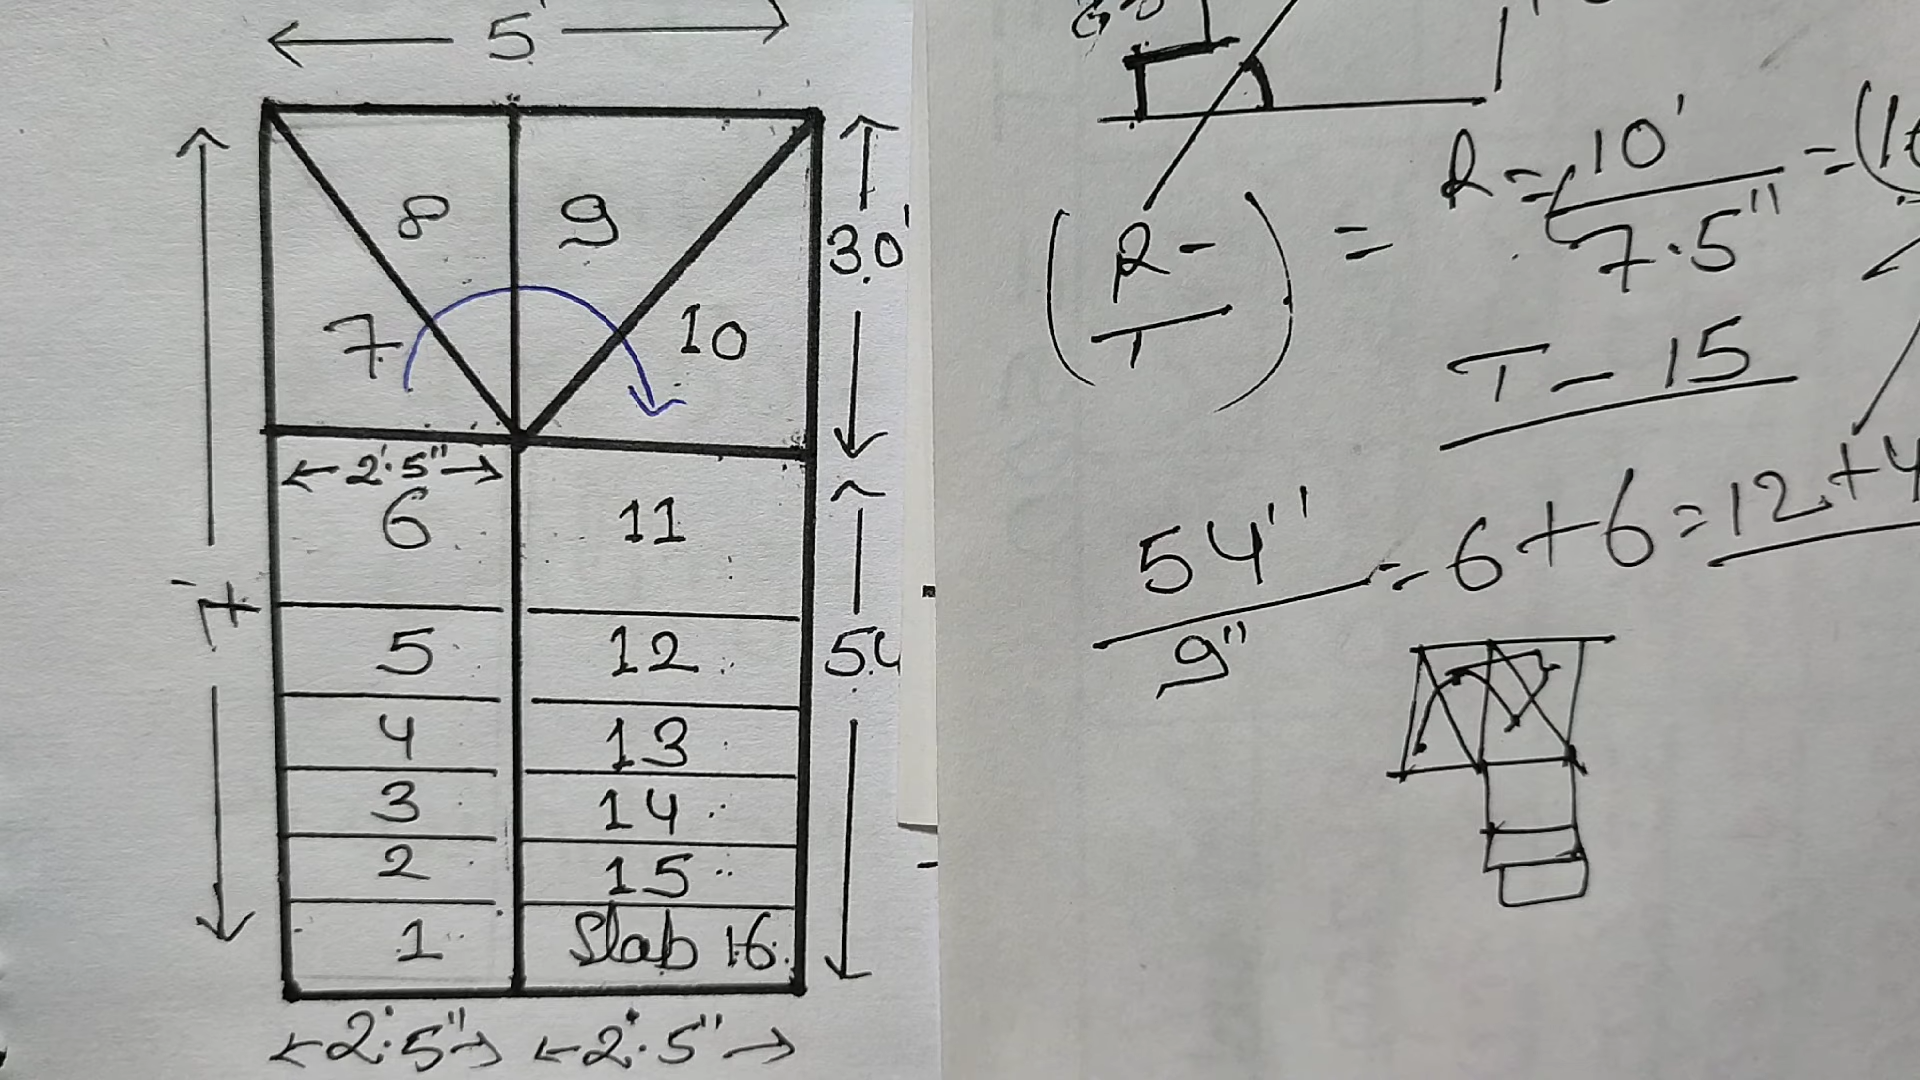 5'
8 9
3.0'
7 10
2'.5"
6 11
7'
5 12
4 13
3 14
2 15
1 Slab 16
2'.5" 2'.5"
R = 10' / 7.5" =
( R - / T ) =
T - 15
54" / 9" = 6 + 6 = 12 + 4